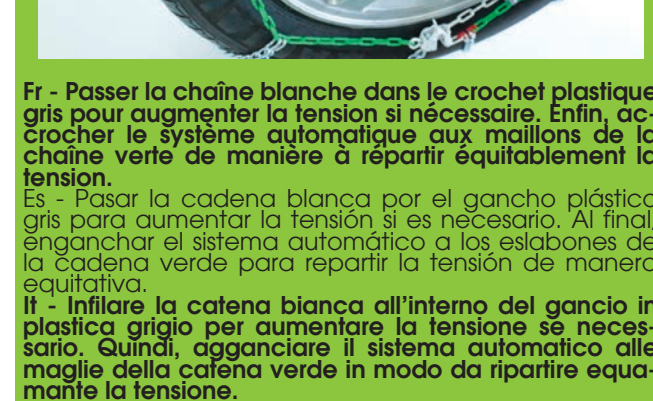 Fr - Passer la chaîne blanche dans le crochet plastique
gris pour augmenter la tension si nécessaire. Enfin, ac-
crocher le système automatique aux maillons de la
chaîne verte de manière à répartir équitablement la
tension.
Es - Pasar la cadena blanca por el gancho plástico
gris para aumentar la tensión si es necesario. Al final,
enganchar el sistema automático a los eslabones de
la cadena verde para repartir la tensión de manera
equitativa.
It - Infilare la catena bianca all'interno del gancio in
plastica grigio per aumentare la tensione se neces-
sario. Quindi, agganciare il sistema automatico alle
maglie della catena verde in modo da ripartire equa-
mante la tensione.